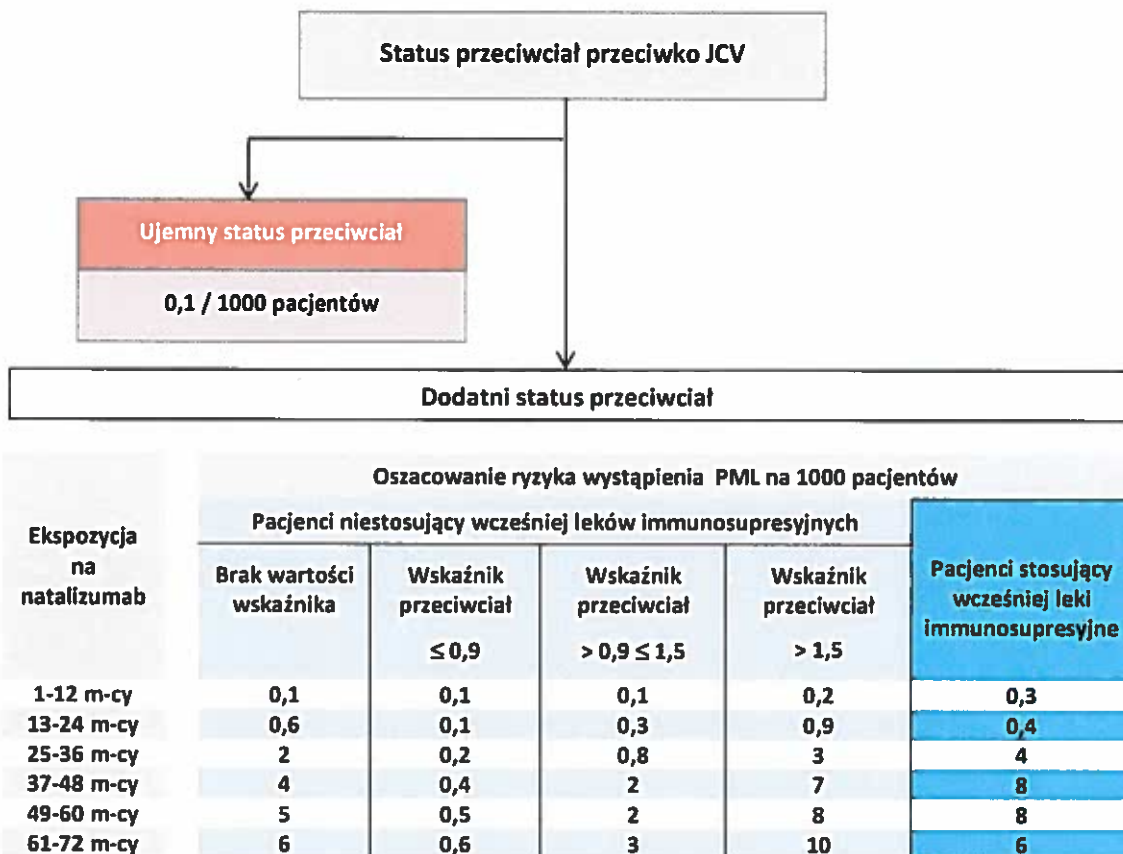 Status przeciwciał przeciwko JCV
Ujemny status przeciwciał
0,1 / 1000 pacjentów
Dodatni status przeciwciał
Ekspozycja
na
natalizumab
Oszacowanie ryzyka wystąpienia PML na 1000 pacjentów
Pacjenci niestosujący wcześniej leków immunosupresyjnych
Brak wartości
wskaźnika
Wskaźnik
przeciwciał
≤ 0,9
Wskaźnik
przeciwciał
> 0,9 ≤ 1,5
Wskaźnik
przeciwciał
> 1,5
Pacjenci stosujący
wcześniej leki
immunosupresyjne
1-12 m-cy 0,1 0,1 0,1 0,2 0,3
13-24 m-cy 0,6 0,1 0,3 0,9 0,4
25-36 m-cy 2 0,2 0,8 3 4
37-48 m-cy 4 0,4 2 7 8
49-60 m-cy 5 0,5 2 8 8
61-72 m-cy 6 0,6 3 10 6